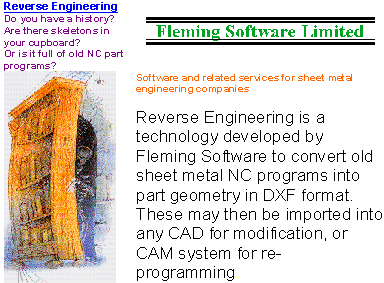 Reverse Engineering
Do you have a history?
Are there skeletons in
your cupboard?
Or is it full of old NC part
programs?
Fleming Software Limited
Software and related services for sheet metal
engineering companies.
Reverse Engineering is a
technology developed by
Fleming Software to convert old
sheet metal NC programs into
part geometry in DXF format.
These may then be imported into
any CAD for modification, or
CAM system for re-
programming